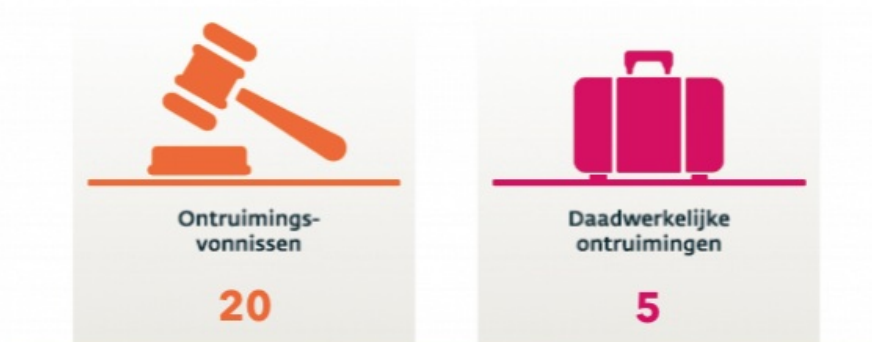 Ontruimings-
vonnissen
20
Daadwerkelijke
ontruimingen
5